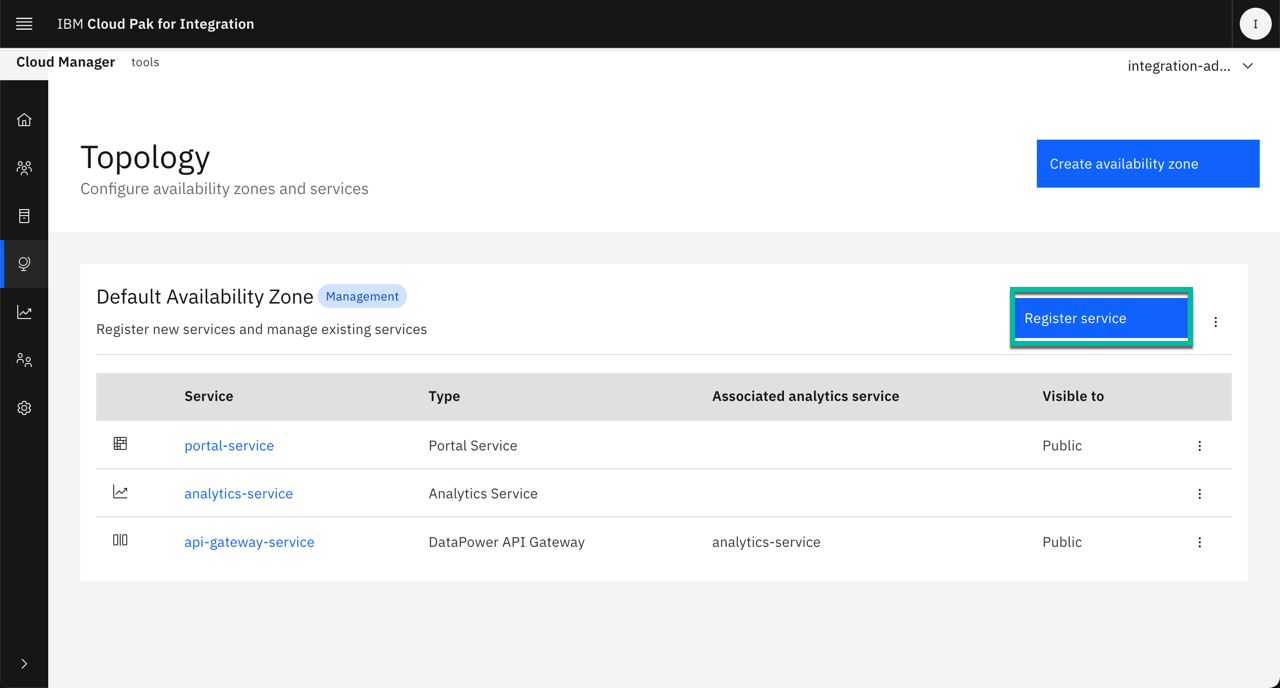 IBM Cloud Pak for Integration
I
Cloud Manager tools
integration-ad...
Topology
Configure availability zones and services
Create availability zone
Default Availability Zone Management
Register new services and manage existing services
Register service
Service Type Associated analytics service Visible to
portal-service Portal Service Public
analytics-service Analytics Service
api-gateway-service DataPower API Gateway analytics-service Public